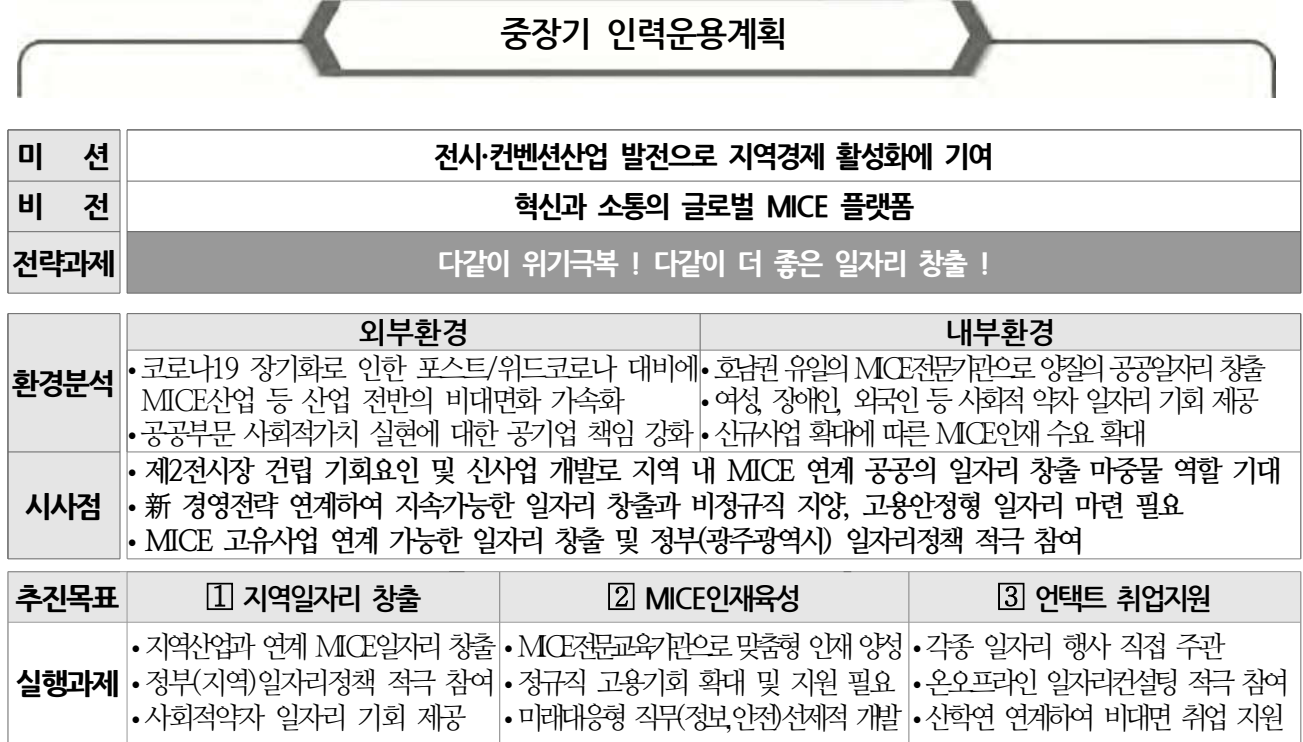 중장기 인력운용계획
미 션
전시·컨벤션산업 발전으로 지역경제 활성화에 기여
비 전
혁신과 소통의 글로벌 MICE 플랫폼
전략과제
다같이 위기극복 ! 다같이 더 좋은 일자리 창출 !
환경분석
외부환경
• 코로나19 장기화로 인한 포스트/위드코로나 대비에
MICE산업 등 산업 전반의 비대면화 가속화
• 공공부문 사회적가치 실현에 대한 공기업 책임 강화
내부환경
• 호남권 유일의 MICE전문기관으로 양질의 공공일자리 창출
• 여성, 장애인, 외국인 등 사회적 약자 일자리 기회 제공
• 신규사업 확대에 따른 MICE인재 수요 확대
시사점
• 제2전시장 건립 기회요인 및 신사업 개발로 지역 내 MICE 연계 공공의 일자리 창출 마중물 역할 기대
• 新 경영전략 연계하여 지속가능한 일자리 창출과 비정규직 지양, 고용안정형 일자리 마련 필요
• MICE 고유사업 연계 가능한 일자리 창출 및 정부(광주광역시) 일자리정책 적극 참여
추진목표
1 지역일자리 창출
2 MICE인재육성
3 언택트 취업지원
실행과제
• 지역산업과 연계 MICE일자리 창출
• 정부(지역)일자리정책 적극 참여
• 사회적약자 일자리 기회 제공
• MICE전문교육기관으로 맞춤형 인재 양성
• 정규직 고용기회 확대 및 지원 필요
• 미래대응형 직무(정보,안전)선제적 개발
• 각종 일자리 행사 직접 주관
• 온오프라인 일자리컨설팅 적극 참여
• 산학연 연계하여 비대면 취업 지원